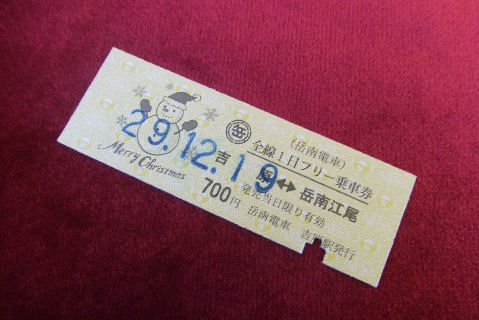 (岳南電車)
岳 全線1日フリー乗車券
吉原⇔岳南江尾
発売当日限り有効
700円 岳南電車 吉原駅発行
29.12.19
Merry Christmas